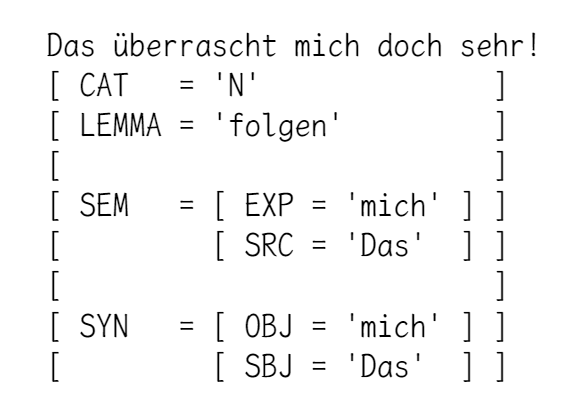 Das überrascht mich doch sehr!
[ CAT   = 'N'              ]
[ LEMMA = 'folgen'         ]
[                          ]
[ SEM   = [ EXP = 'mich' ] ]
[         [ SRC = 'Das'  ] ]
[                          ]
[ SYN   = [ OBJ = 'mich' ] ]
[         [ SBJ = 'Das'  ] ]